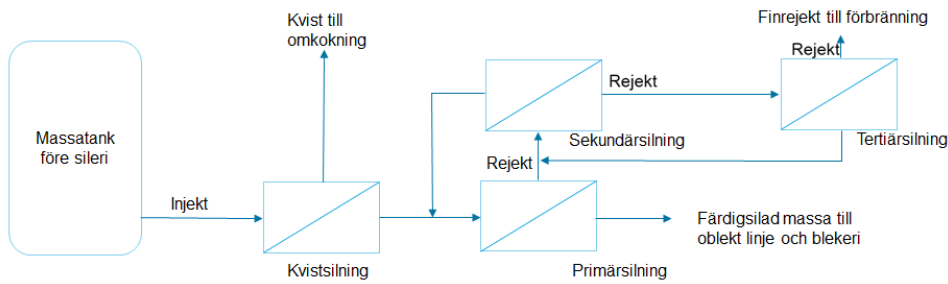 Kvist till
omkokning
Finrejekt till förbränning
Rejekt
Rejekt
Massatank
före sileri
Sekundärsilning
Tertiärsilning
Rejekt
Injekt
Färdigsilad massa till
oblekt linje och blekeri
Kvistsilning
Primärsilning